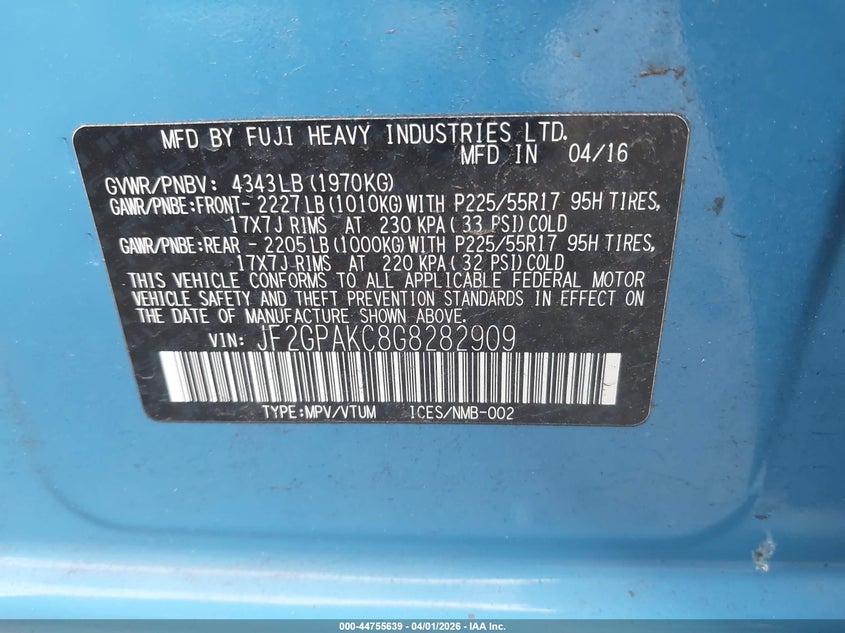 MFD BY FUJI HEAVY INDUSTRIES LTD.
MFD IN 04/16
GVWR/PNBV: 4343LB(1970KG)
GAWR/PNBE:FRONT- 2227LB(1010KG)WITH P225/55R17 95H TIRES,
17X7J RIMS AT 230 KPA( 33 PSI)COLD
GAWR/PNBE:REAR - 2205LB(1000KG)WITH P225/55R17 95H TIRES,
17X7J RIMS AT 220 KPA( 32 PSI)COLD
THIS VEHICLE CONFORMS TO ALL APPLICABLE FEDERAL MOTOR
VEHICLE SAFETY AND THEFT PREVENTION STANDARDS IN EFFECT ON
THE DATE OF MANUFACTURE SHOWN ABOVE.
VIN: JF2GPAKC8G8282909
TYPE:MPV/VTUM ICES/NMB-002
000-44755639 - 04/01/2026 - IAA Inc.